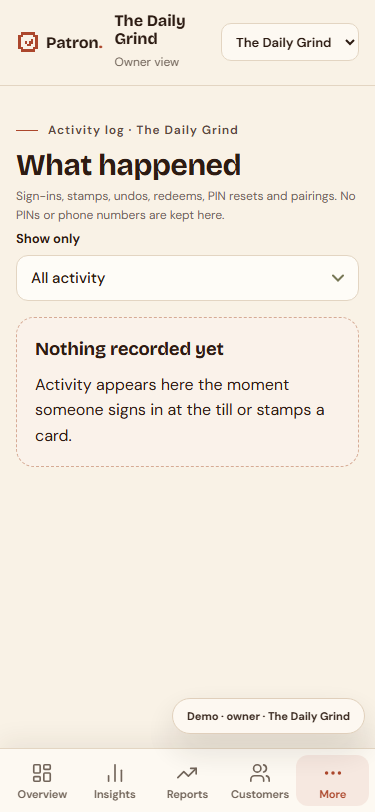 Patron.
The Daily
Grind
Owner view
The Daily Grind
Activity log · The Daily Grind
What happened
Sign-ins, stamps, undos, redeems, PIN resets and pairings. No
PINs or phone numbers are kept here.
Show only
All activity
Nothing recorded yet
Activity appears here the moment
someone signs in at the till or stamps a
card.
Demo · owner · The Daily Grind
Overview
Insights
Reports
Customers
More